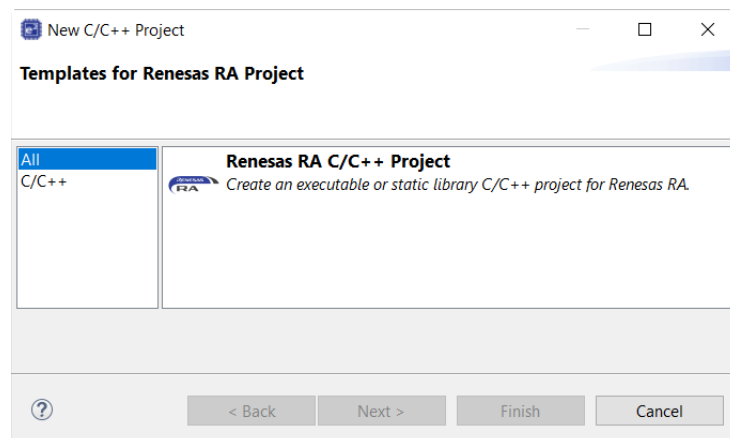 New C/C++ Project
Templates for Renesas RA Project
All
C/C++
Renesas RA C/C++ Project
RENESAS
RA
Create an executable or static library C/C++ project for Renesas RA.
?
< Back
Next >
Finish
Cancel